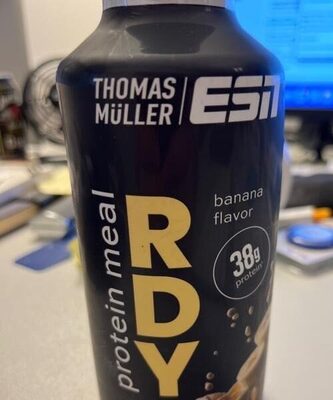 THOMAS
MÜLLER
ESN
protein meal
RDY
banana
flavor
38g
protein